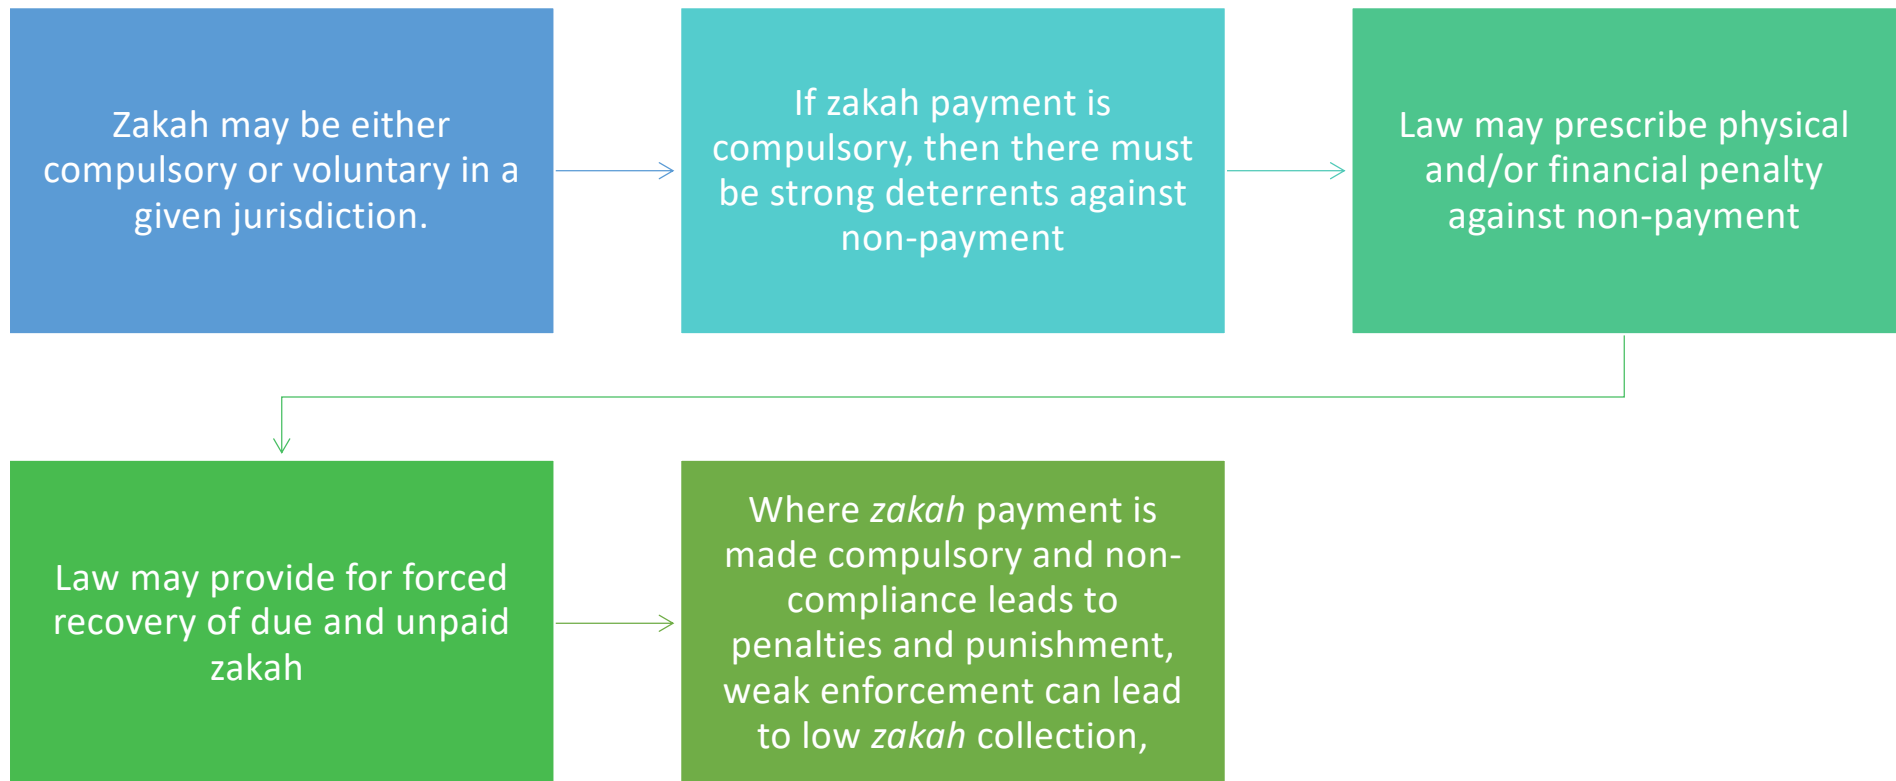 Zakah may be either
compulsory or voluntary in a
given jurisdiction.
If zakah payment is
compulsory, then there must
be strong deterrents against
non-payment
Law may prescribe physical
and/or financial penalty
against non-payment
Law may provide for forced
recovery of due and unpaid
zakah
Where zakah payment is
made compulsory and non-
compliance leads to
penalties and punishment,
weak enforcement can lead
to low zakah collection,